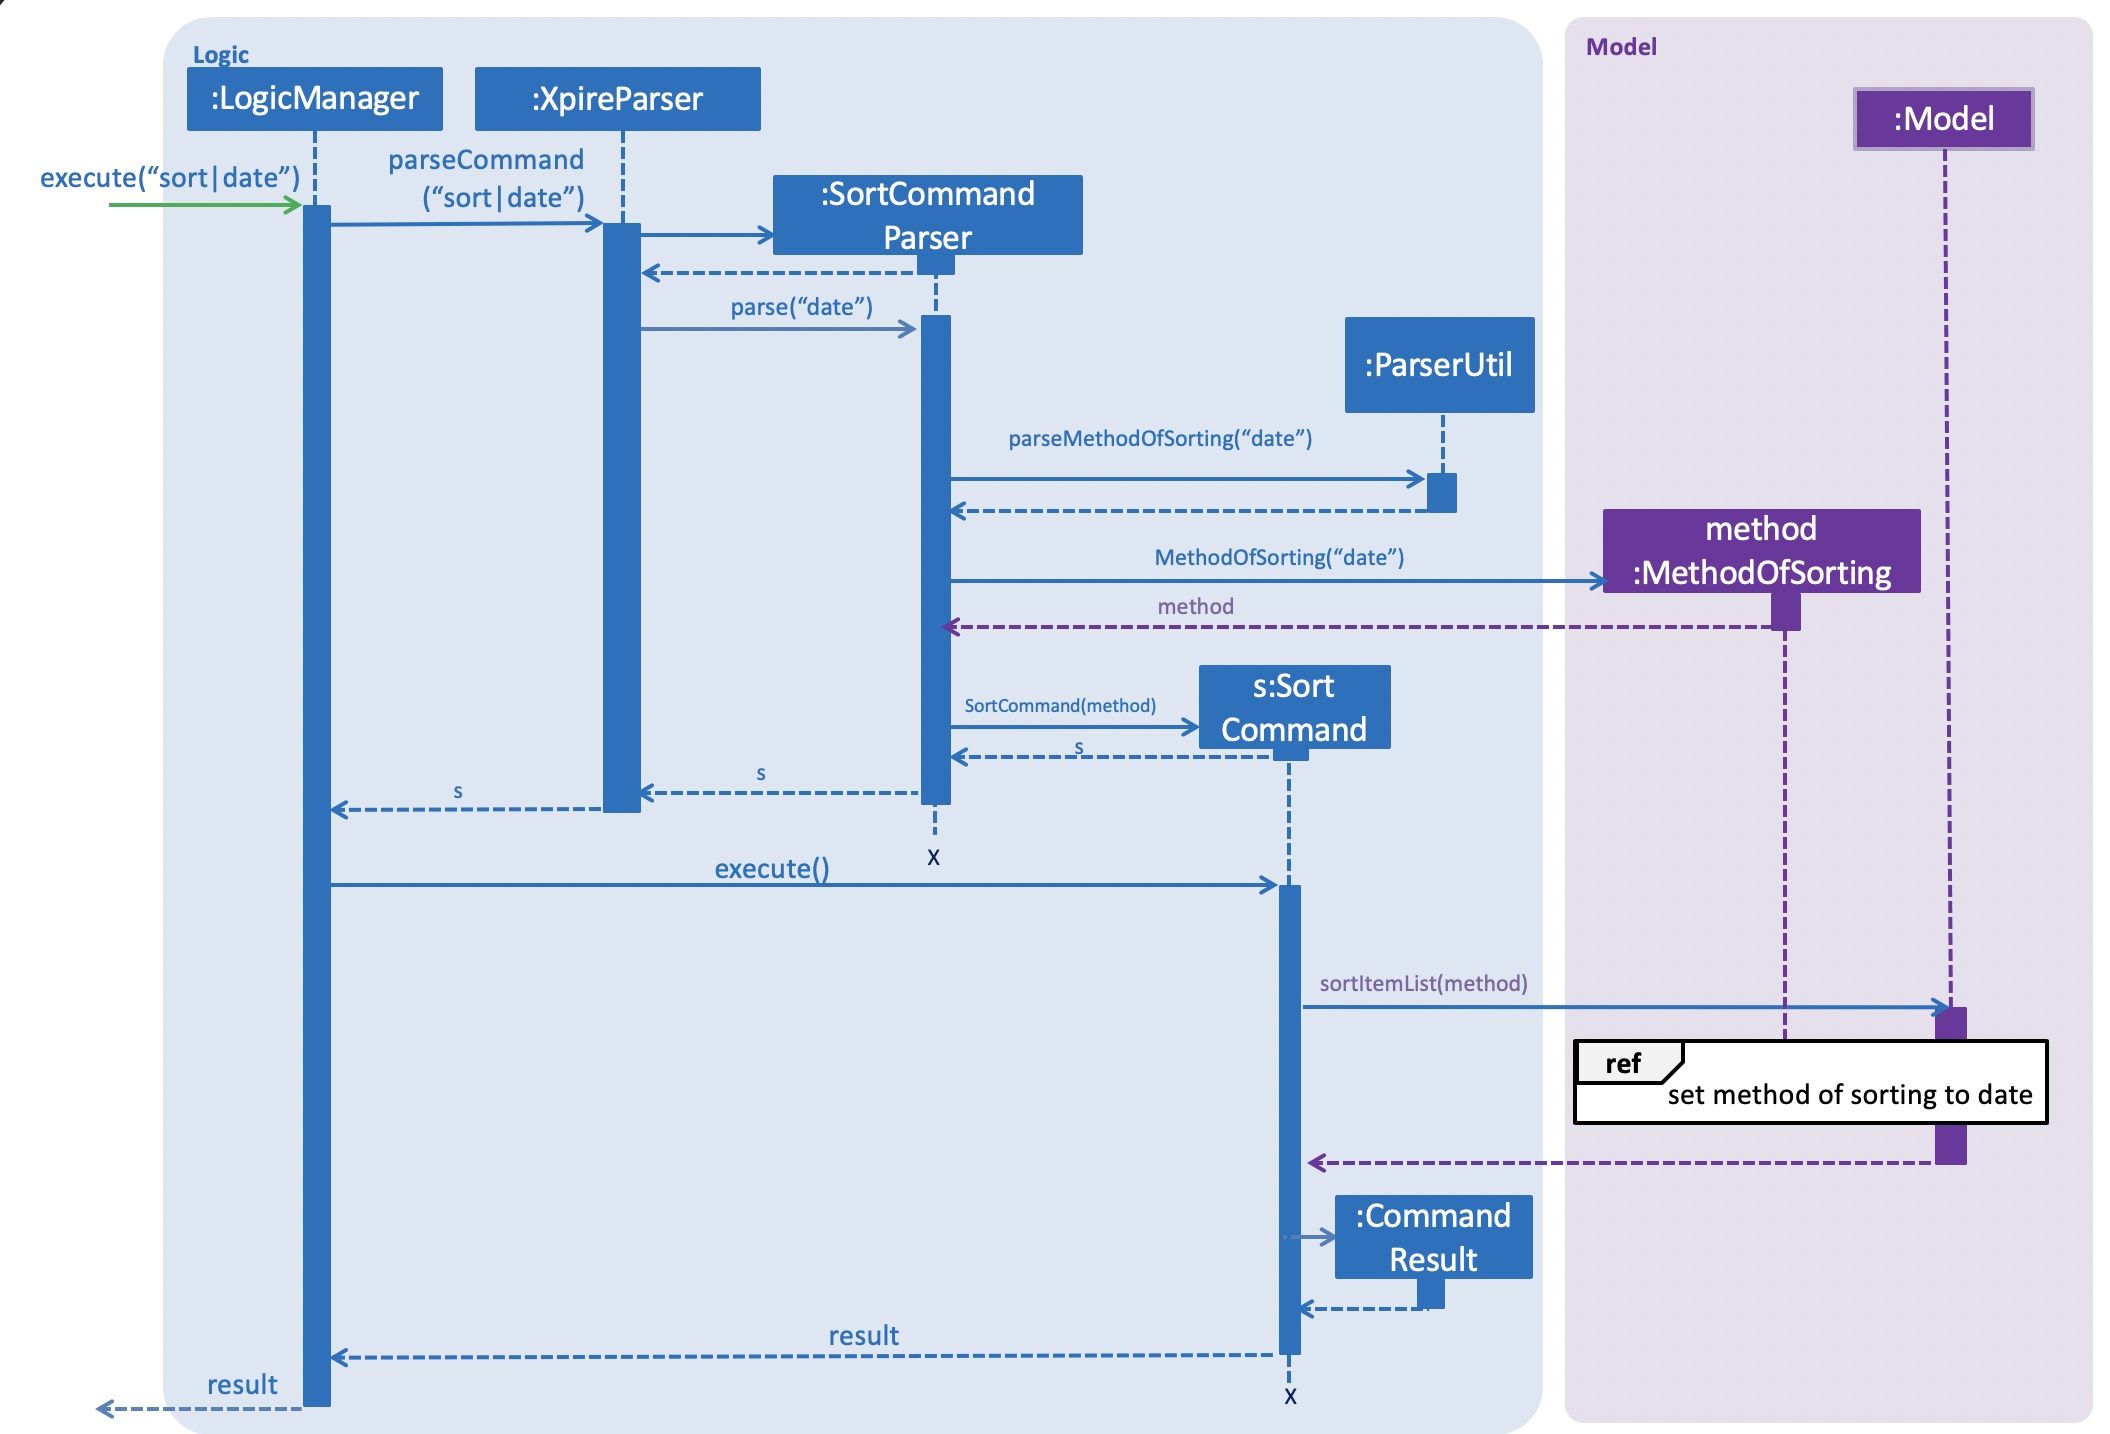 Logic
Model
:LogicManager
:XpireParser
:Model
execute(“sort|date”)
parseCommand
(“sort|date”)
:SortCommand
Parser
parse(“date”)
:ParserUtil
parseMethodOfSorting(“date”)
method
:MethodOfSorting
MethodOfSorting(“date”)
method
s:Sort
Command
SortCommand(method)
s
s
s
X
execute()
sortItemList(method)
ref
set method of sorting to date
:Command
Result
result
result
X